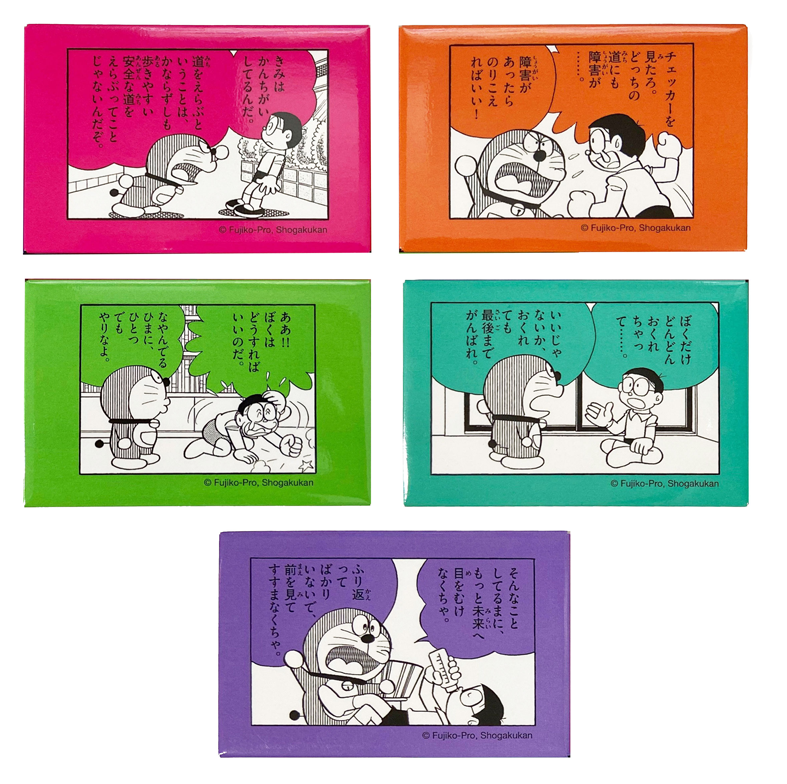 きみは
かんちがい
してるんだ。
道をえらぶと
いうことは、
かならずしも
歩きやすい
安全な道を
えらぶってこと
じゃないんだぞ。
© Fujiko-Pro, Shogakukan
チェッカーを
見たろ。
どっちの
道にも
障害が
……。
障害が
あったら
のりこえ
ればいい!
© Fujiko-Pro, Shogakukan
ああ!!
ぼくは
どうすれば
いいのだ。
なやんでる
ひまに、
ひとつ
でも
やりなよ。
© Fujiko-Pro, Shogakukan
ぼくだけ
どんどん
おくれ
ちゃっ
て……。
いいじゃ
ないか、
おくれ
ても
最後まで
がんばれ。
© Fujiko-Pro, Shogakukan
そんなこと
してるまに、
もっと未来へ
目をむけ
なくちゃ。
ふり返
って
ばかり
いないで、
前を見て
すすまなくちゃ。
© Fujiko-Pro, Shogakukan